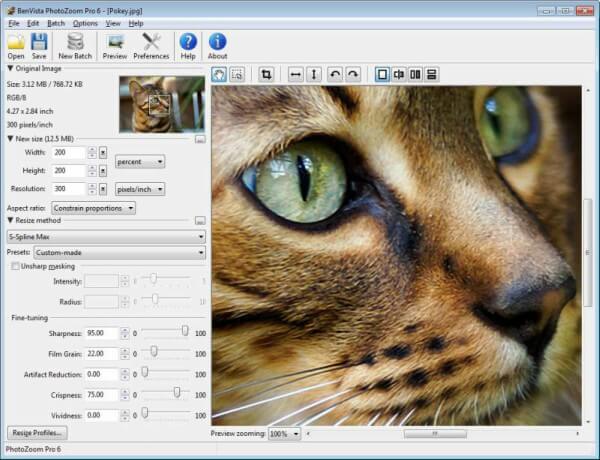 BenVista PhotoZoom Pro 6 - [Pokey.jpg]
File Edit Batch Options View Help
Open Save New Batch Preview Preferences Help About
Original Image
Size: 3.12 MB / 768.72 KB
RGB/8
4.27 x 2.84 inch
300 pixels/inch
New size (12.5 MB)
Width: 200
percent
Height: 200
Resolution: 300 pixels/inch
Aspect ratio: Constrain proportions
Resize method
S-Spline Max
Presets: Custom-made
Unsharp masking
Intensity: 0 5
Radius: 0 10
Fine-tuning
Sharpness: 95.00 0 100
Film Grain: 22.00 0 100
Artifact Reduction: 0.00 0 100
Crispness: 75.00 0 100
Vividness: 0.00 0 100
Resize Profiles... Preview zooming: 100%
PhotoZoom Pro 6